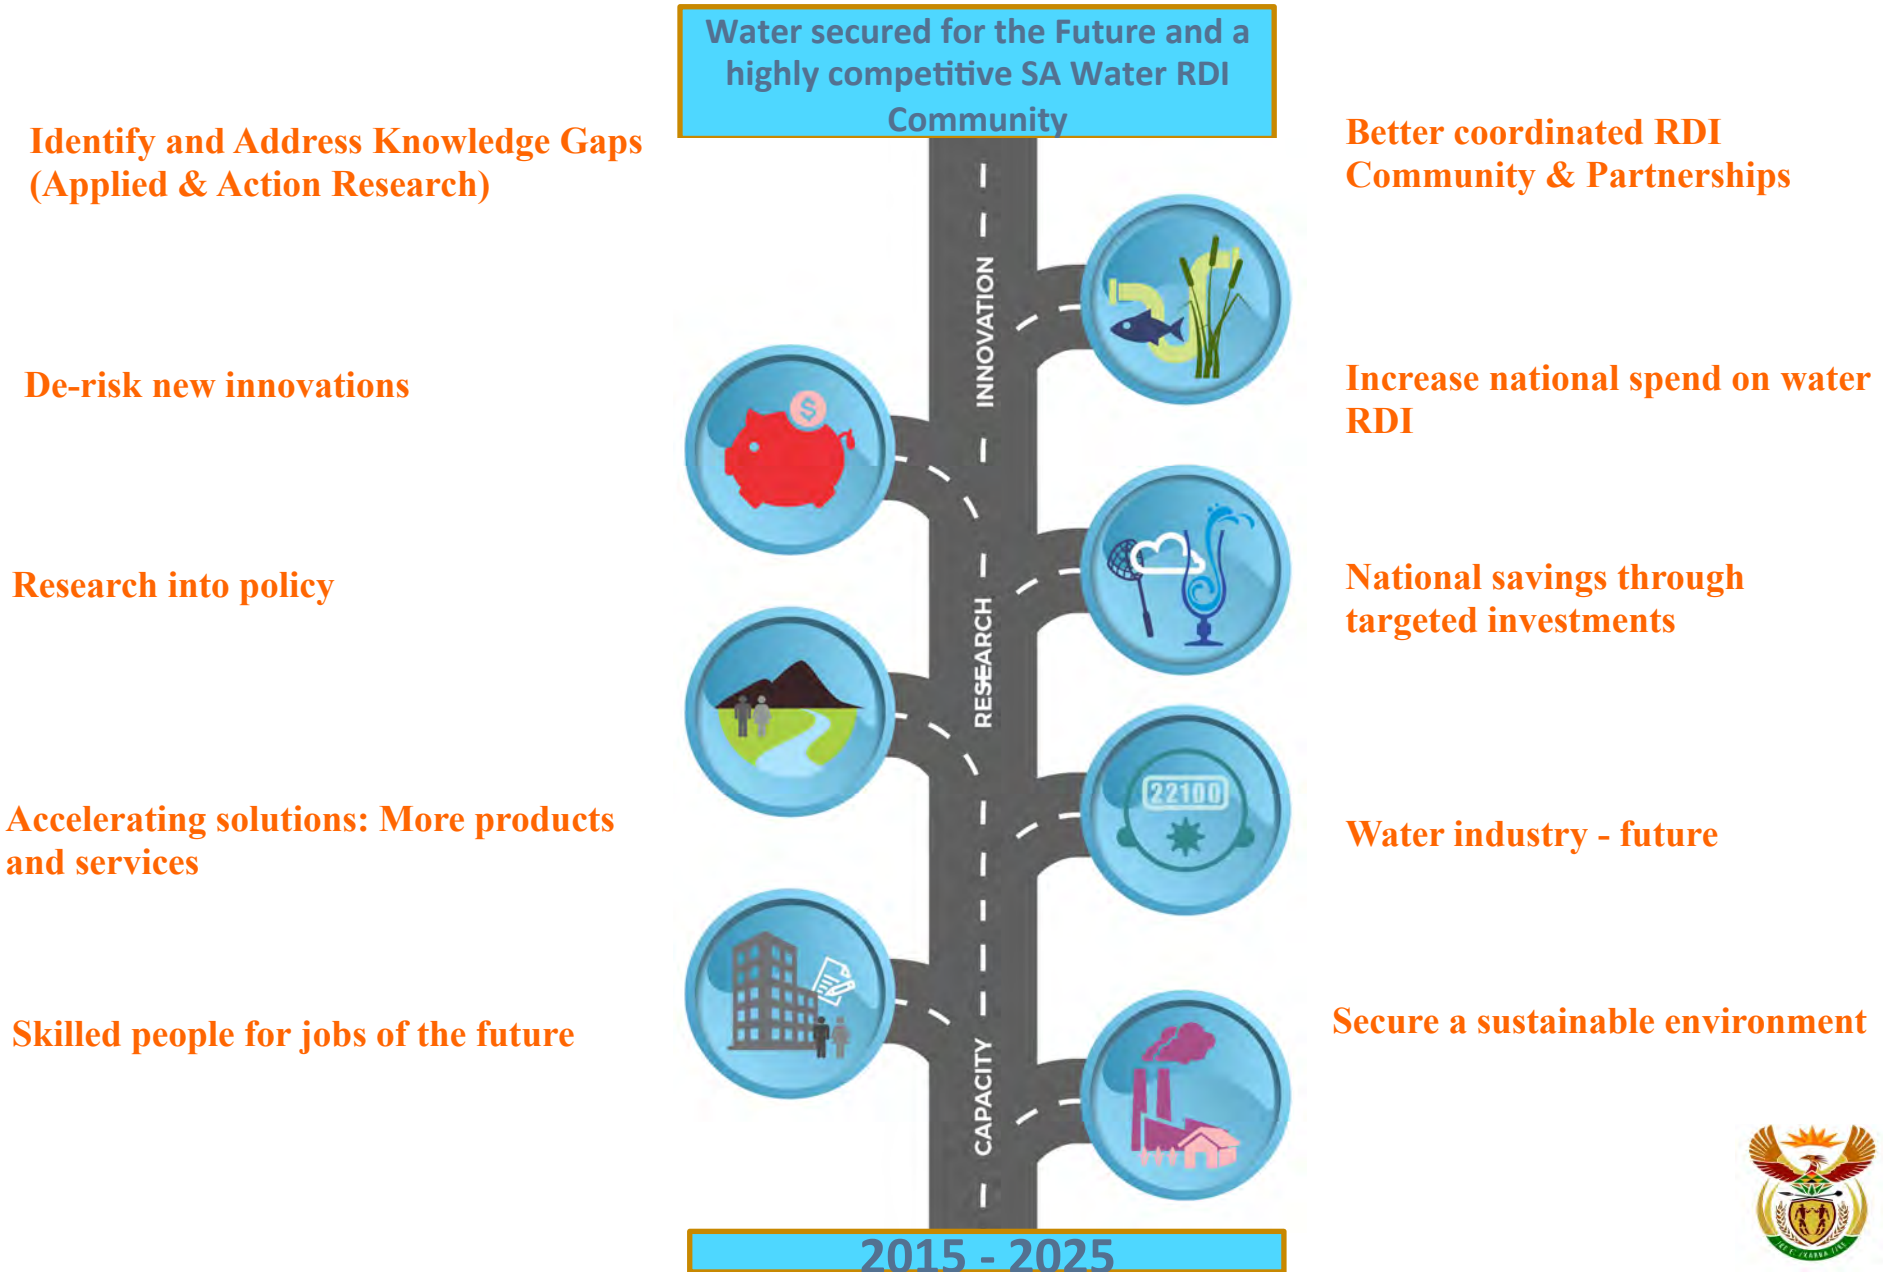 Water secured for the Future and a
highly competitive SA Water RDI
Community
Identify and Address Knowledge Gaps
(Applied & Action Research)
De-risk new innovations
Research into policy
Accelerating solutions: More products
and services
Skilled people for jobs of the future
INNOVATION
RESEARCH
CAPACITY
$
22100
Better coordinated RDI
Community & Partnerships
Increase national spend on water
RDI
National savings through
targeted investments
Water industry - future
Secure a sustainable environment
2015 - 2025